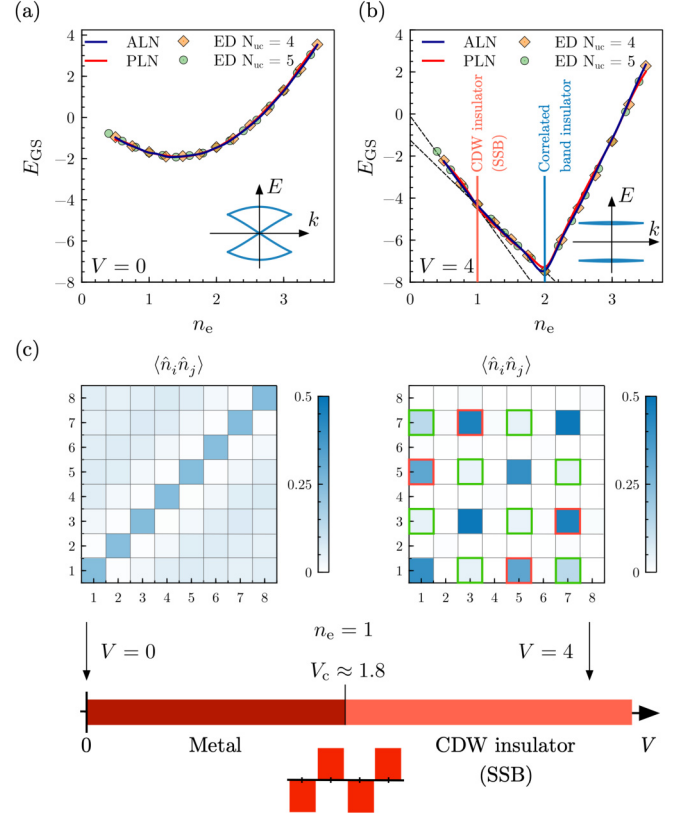 (a)
(b)
ALN
ED N_uc = 4
PLN
ED N_uc = 5
4
2
0
−2
−4
−6
−8
E_GS
E
k
V = 0
0
1
2
3
n_e
ALN
ED N_uc = 4
PLN
ED N_uc = 5
4
2
0
−2
−4
−6
−8
E_GS
CDW insulator
(SSB)
Correlated
band insulator
E
k
V = 4
0
1
2
3
n_e
(c)
⟨n̂_i n̂_j⟩
8
7
6
5
4
3
2
1
1 2 3 4 5 6 7 8
0.5
0.25
0
⟨n̂_i n̂_j⟩
8
7
6
5
4
3
2
1
1 2 3 4 5 6 7 8
0.5
0.25
0
n_e = 1
V = 0
V = 4
V_c ≈ 1.8
0
Metal
CDW insulator
(SSB)
V